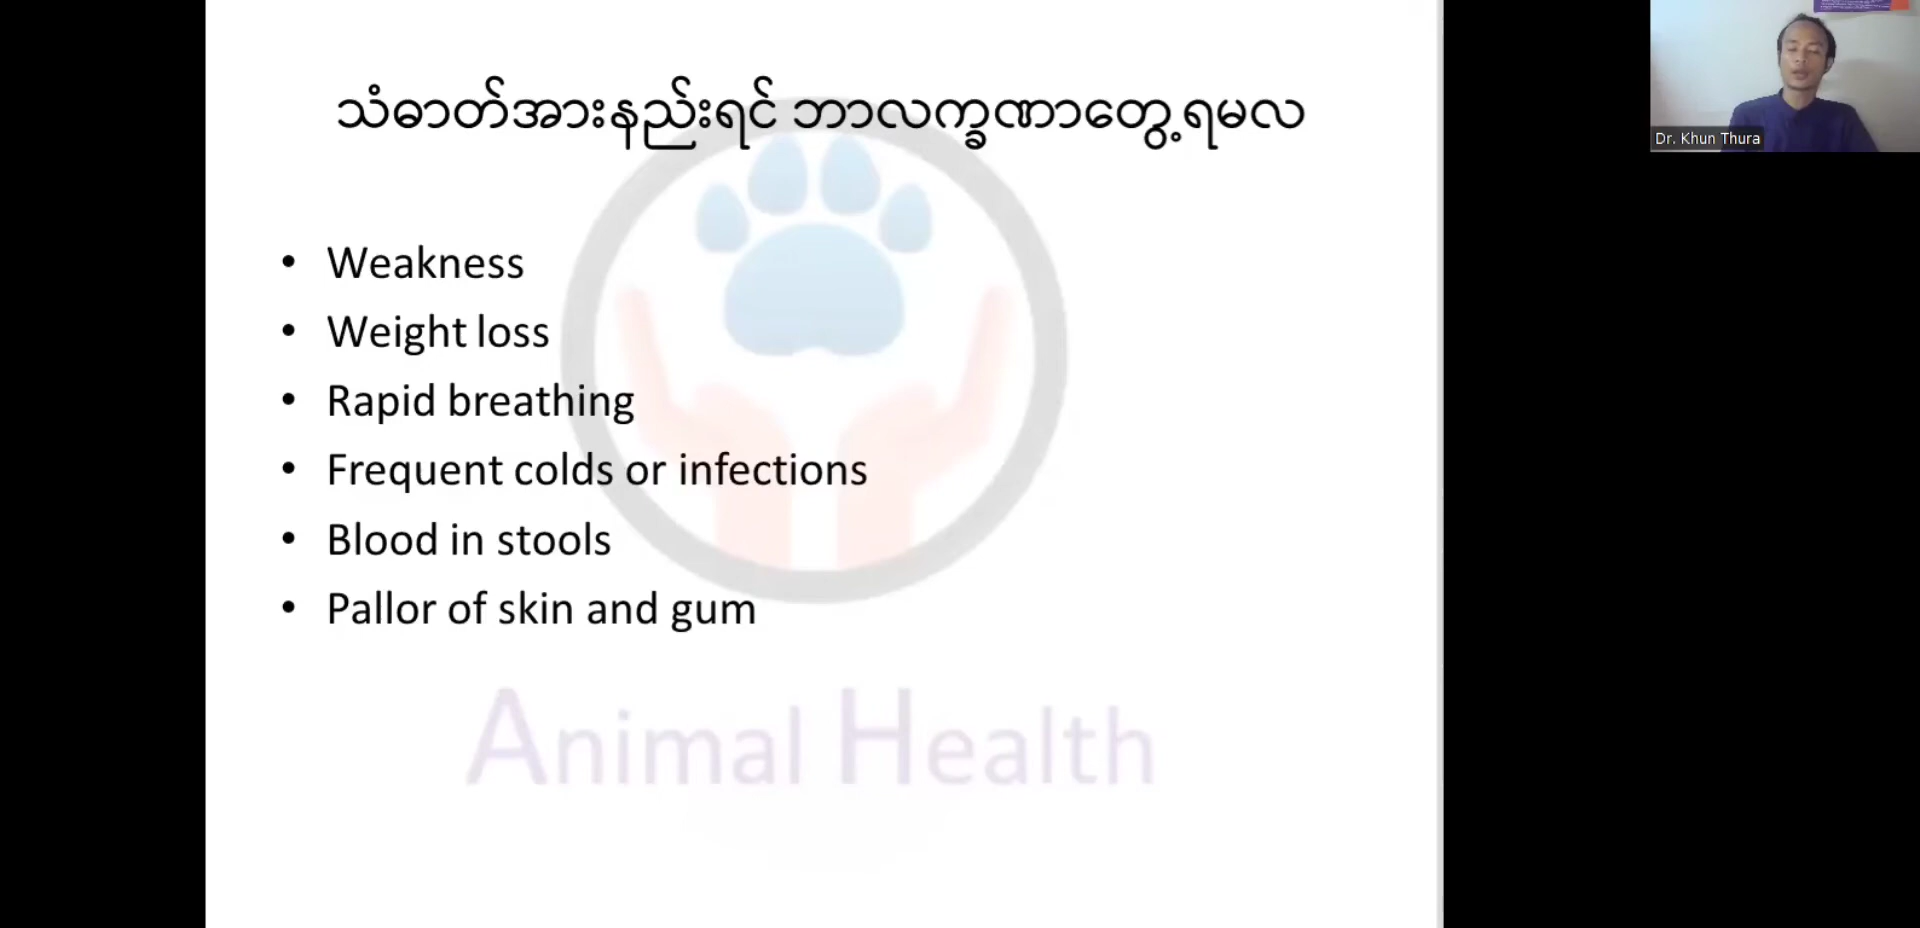 သံဓာတ်အားနည်းရင် ဘာလက္ခဏာတွေ့ရမလ
• Weakness
• Weight loss
• Rapid breathing
• Frequent colds or infections
• Blood in stools
• Pallor of skin and gum
Animal Health
Dr. Khun Thura